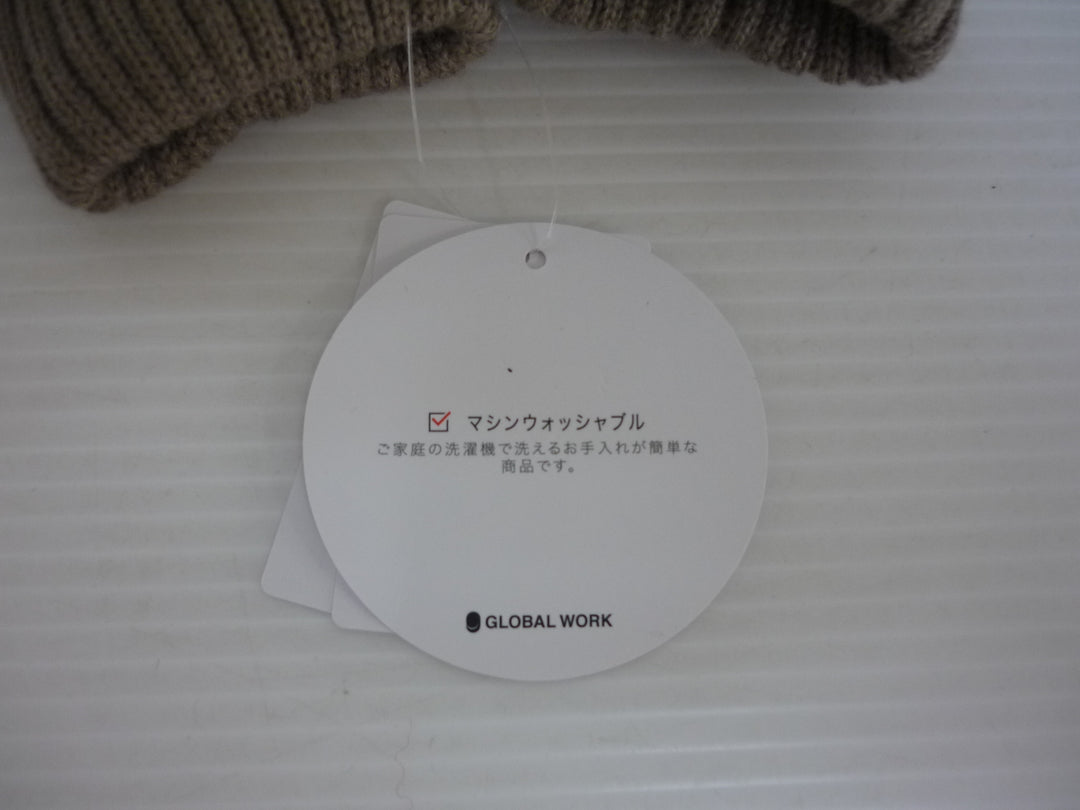 マシンウォッシャブル
ご家庭の洗濯機で洗えるお手入れが簡単な
商品です。
GLOBAL WORK